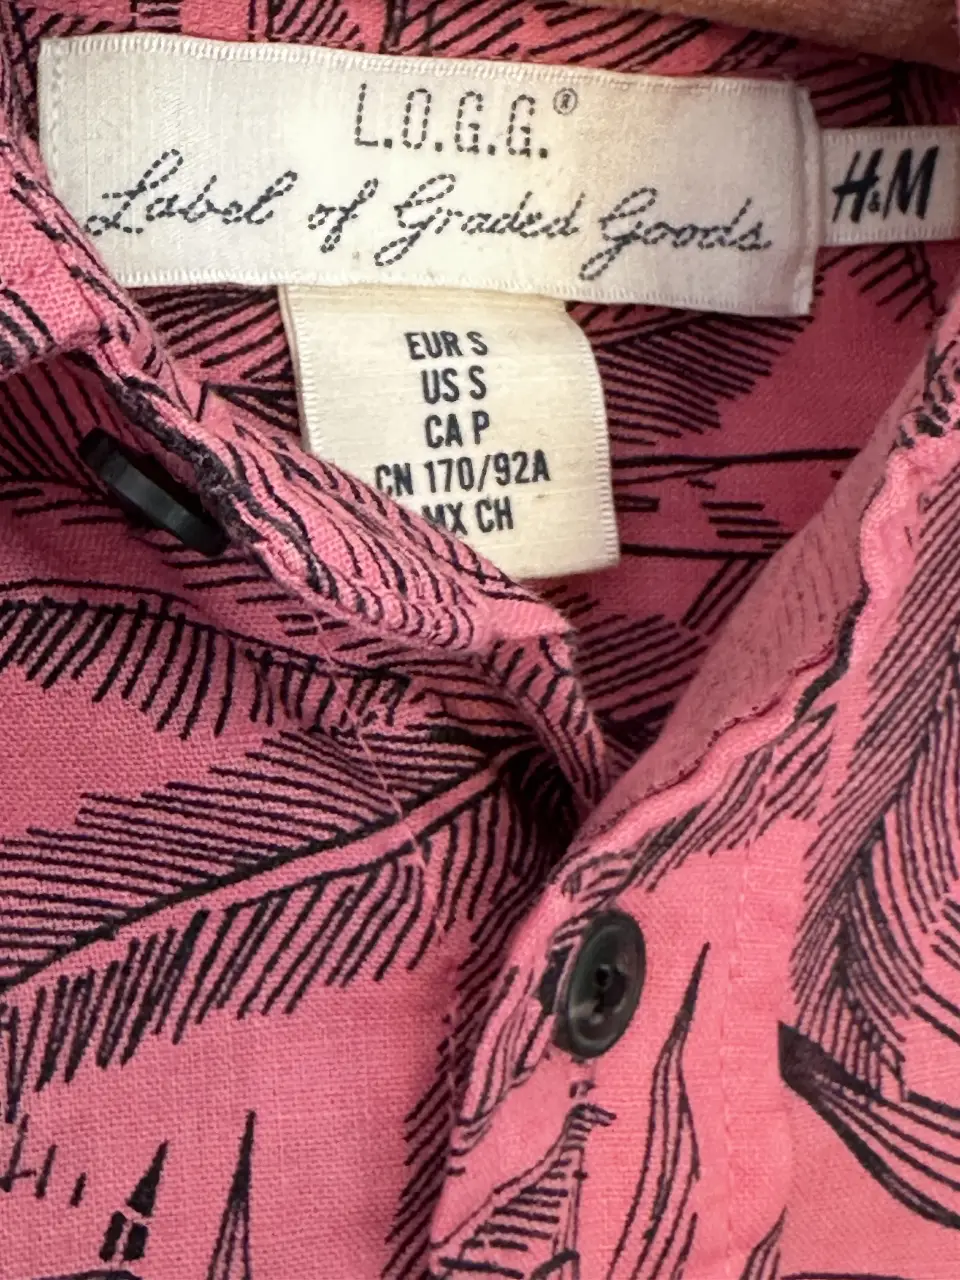 L.O.G.G.®
Label of Graded Goods
H&M
EUR S
US S
CA P
CN 170/92A
MX CH